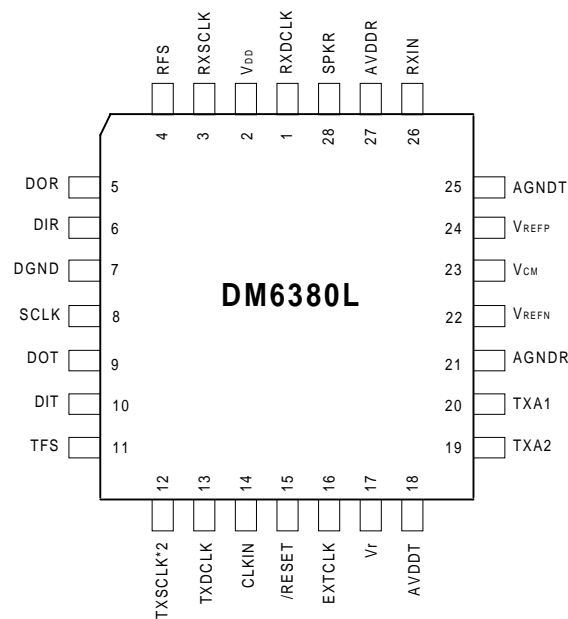 RFS
RXSCLK
VDD
RXDCLK
SPKR
AVDDR
RXIN
4
3
2
1
28
27
26
DOR 5
DIR 6
DGND 7
SCLK 8
DOT 9
DIT 10
TFS 11
DM6380L
25 AGNDT
24 VREFP
23 VCM
22 VREFN
21 AGNDR
20 TXA1
19 TXA2
12
13
14
15
16
17
18
TXSCLK*2
TXDCLK
CLKIN
/RESET
EXTCLK
Vr
AVDDT